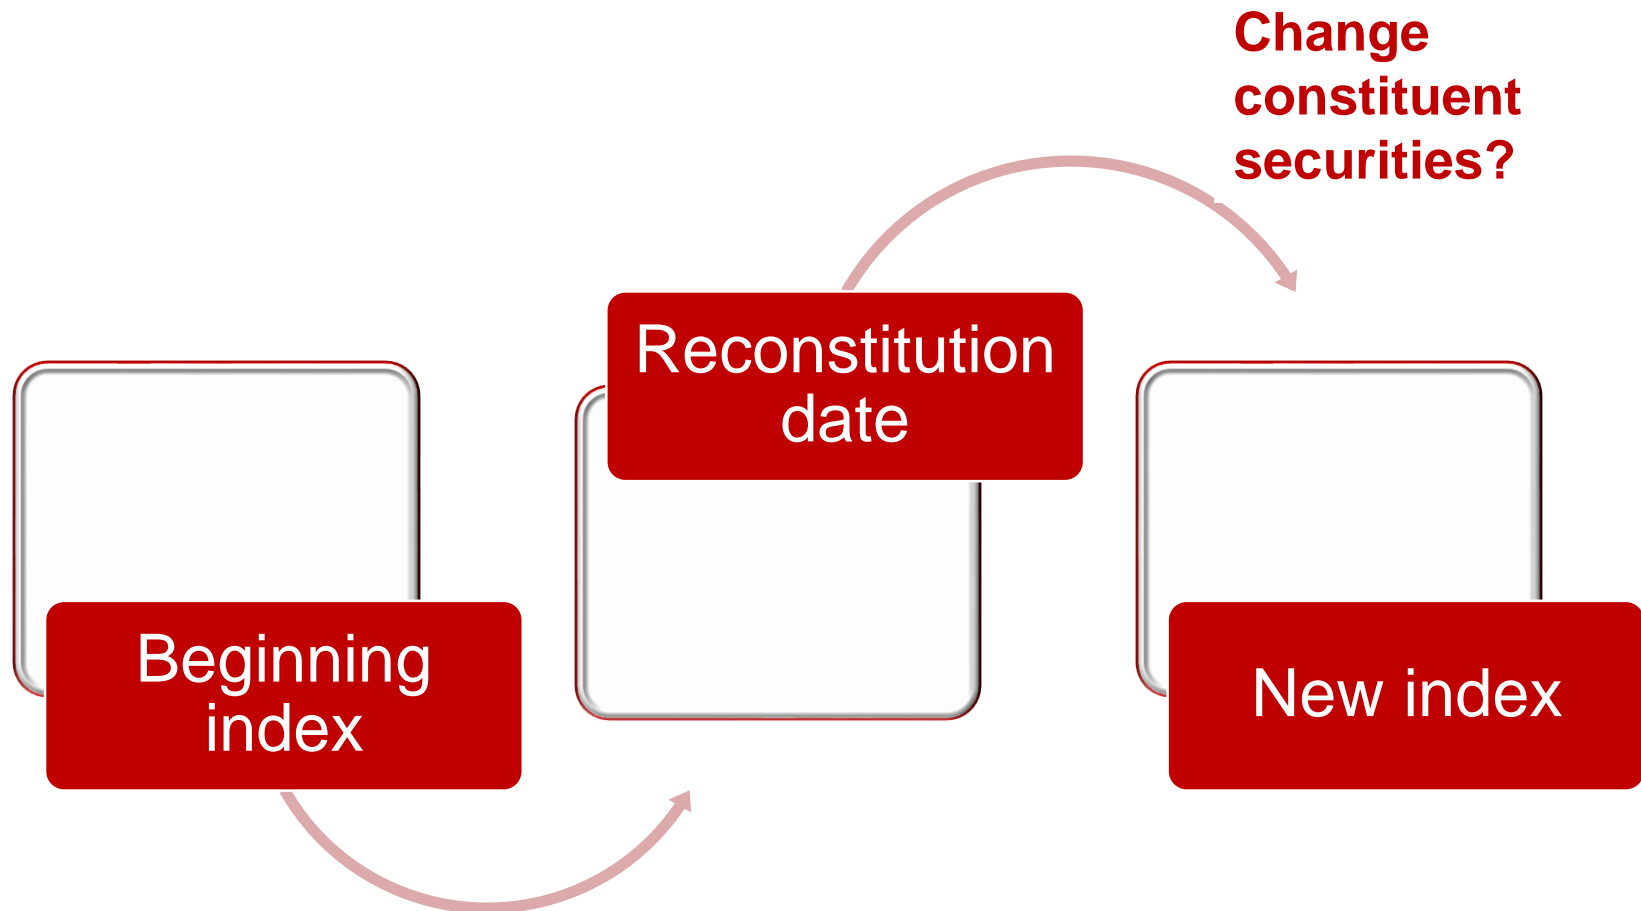 Change
constituent
securities?
Reconstitution
date
Beginning
index
New index